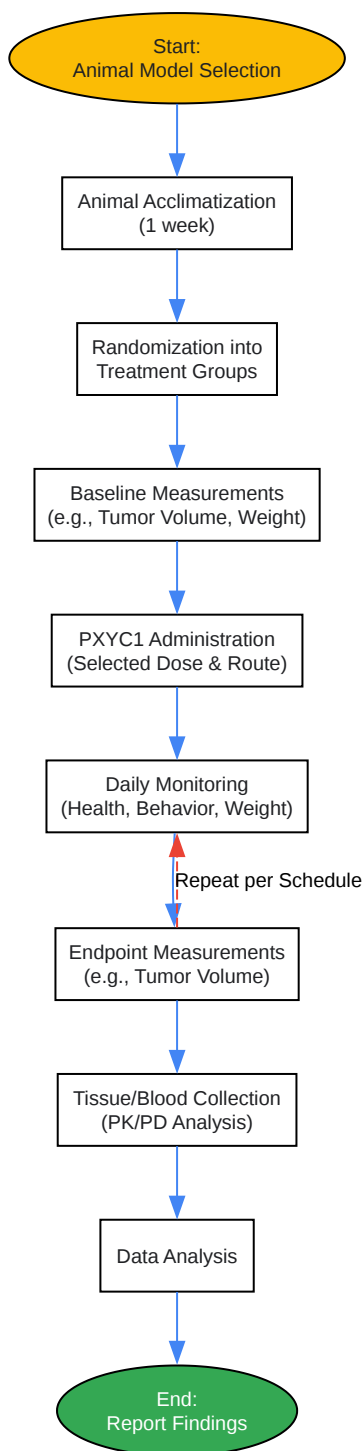 Start:
Animal Model Selection
Animal Acclimatization
(1 week)
Randomization into
Treatment Groups
Baseline Measurements
(e.g., Tumor Volume, Weight)
PXYC1 Administration
(Selected Dose & Route)
Daily Monitoring
(Health, Behavior, Weight)
Repeat per Schedule
Endpoint Measurements
(e.g., Tumor Volume)
Tissue/Blood Collection
(PK/PD Analysis)
Data Analysis
End:
Report Findings